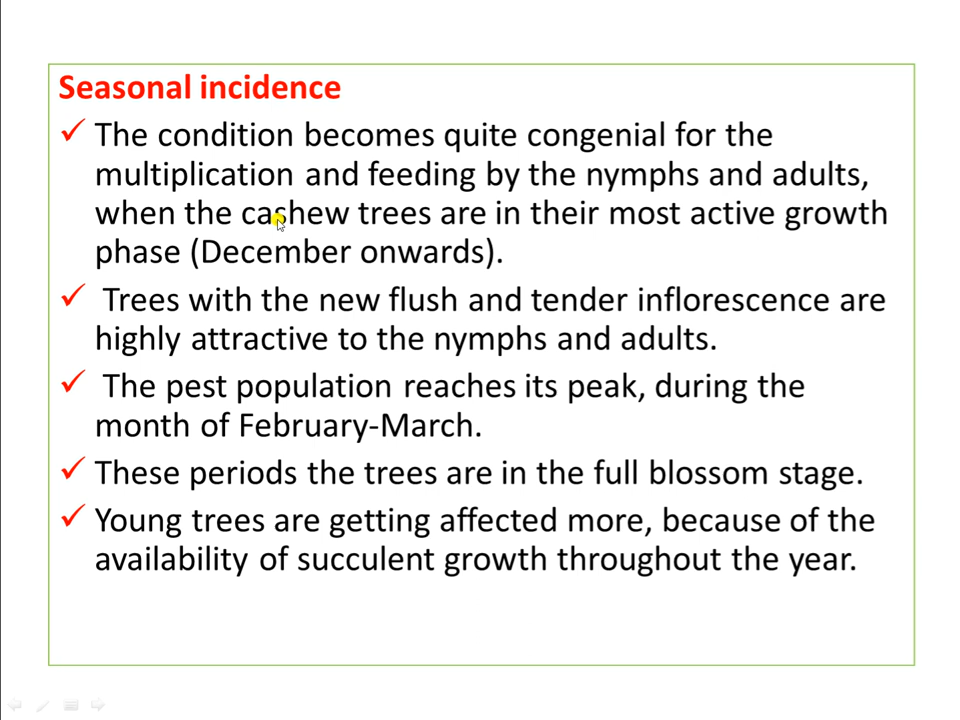 Seasonal incidence
✓ The condition becomes quite congenial for the
multiplication and feeding by the nymphs and adults,
when the cashew trees are in their most active growth
phase (December onwards).
✓ Trees with the new flush and tender inflorescence are
highly attractive to the nymphs and adults.
✓ The pest population reaches its peak, during the
month of February-March.
✓ These periods the trees are in the full blossom stage.
✓ Young trees are getting affected more, because of the
availability of succulent growth throughout the year.